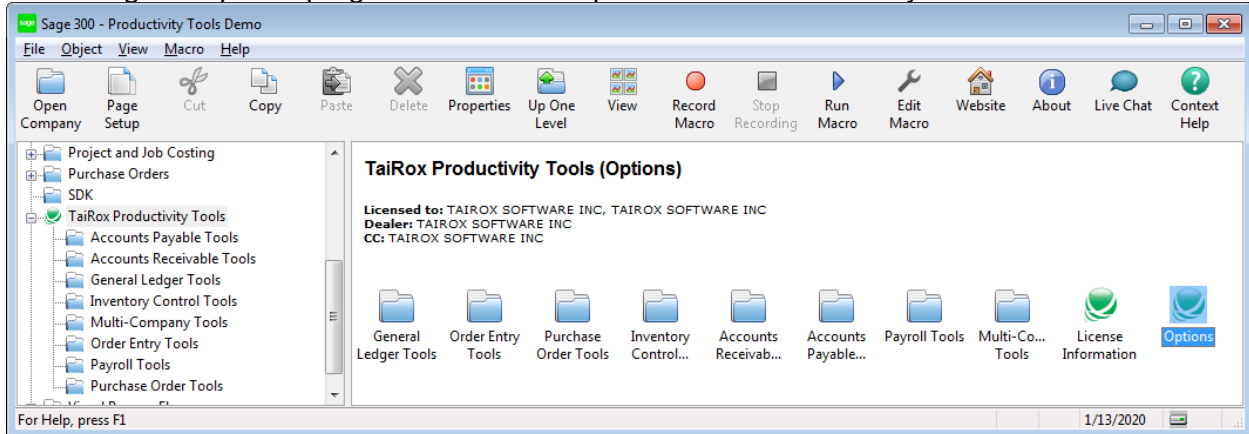 Sage 300 - Productivity Tools Demo
File Object View Macro Help
Open Company
Page Setup
Cut
Copy
Paste
Delete
Properties
Up One Level
View
Record Macro
Stop Recording
Run Macro
Edit Macro
Website
About
Live Chat
Context Help
Project and Job Costing
Purchase Orders
SDK
TaiRox Productivity Tools
Accounts Payable Tools
Accounts Receivable Tools
General Ledger Tools
Inventory Control Tools
Multi-Company Tools
Order Entry Tools
Payroll Tools
Purchase Order Tools
TaiRox Productivity Tools (Options)
Licensed to: TAIROX SOFTWARE INC, TAIROX SOFTWARE INC
Dealer: TAIROX SOFTWARE INC
CC: TAIROX SOFTWARE INC
General Ledger Tools
Order Entry Tools
Purchase Order Tools
Inventory Control...
Accounts Receivab...
Accounts Payable...
Payroll Tools
Multi-Co... Tools
License Information
Options
For Help, press F1
1/13/2020